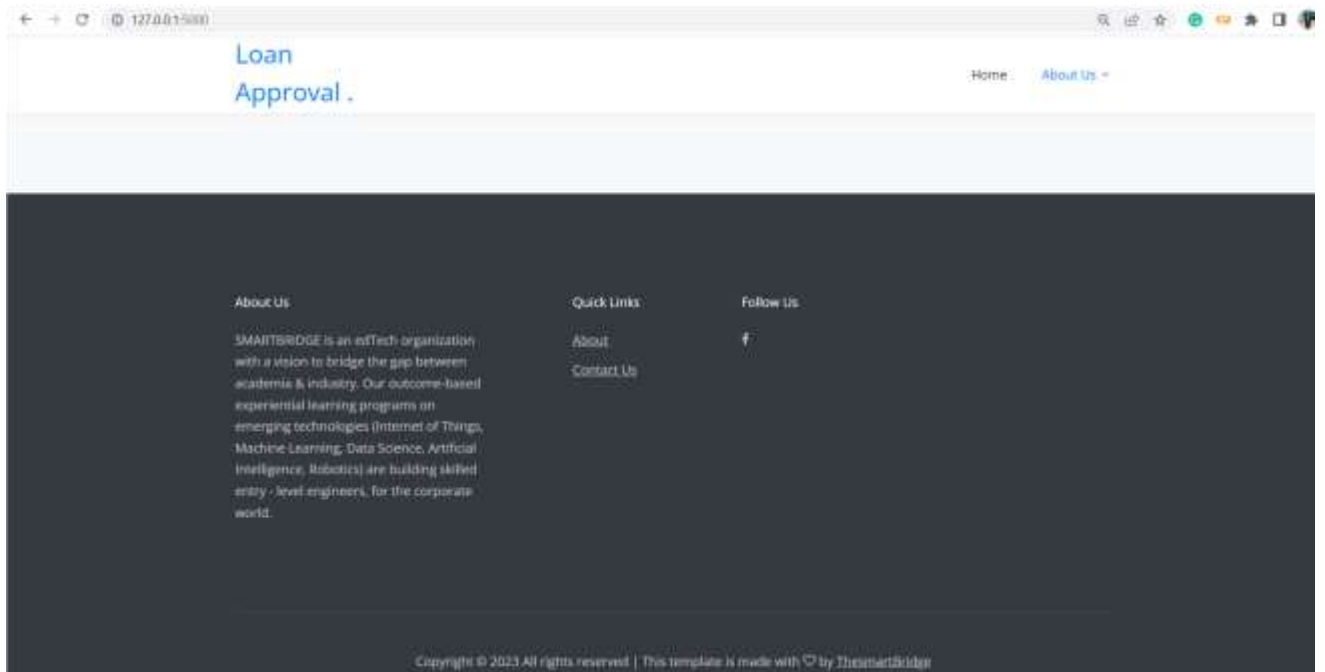 127.0.0.1:5000
Loan
Approval .
Home
About Us
About Us
SMARTBRIDGE is an edTech organization
with a vision to bridge the gap between
academia & industry. Our outcome-based
experiential learning programs on
emerging technologies (Internet of Things,
Machine Learning, Data Science, Artificial
Intelligence, Robotics) are building skilled
entry - level engineers, for the corporate
world.
Quick Links
About
Contact Us
Follow Us
Copyright © 2023 All rights reserved | This template is made with ♡ by ThesmartBridge